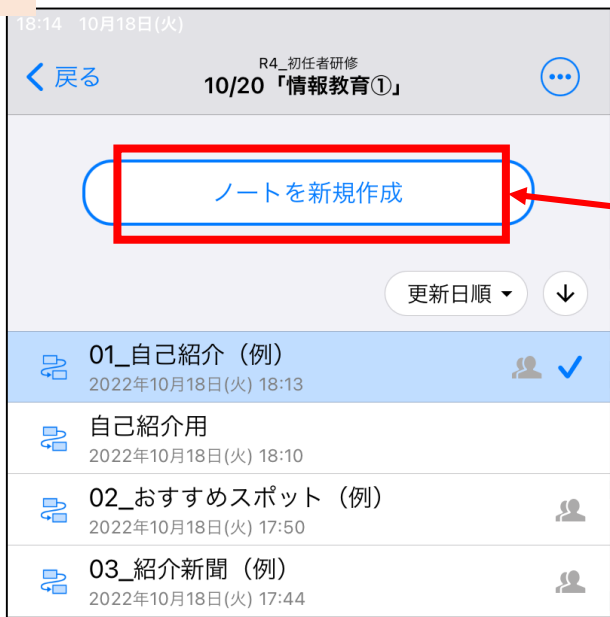 18:14 10月18日(火)
戻る
R4_初任者研修
10/20「情報教育①」
ノートを新規作成
更新日順
01_自己紹介（例）
2022年10月18日(火) 18:13
自己紹介用
2022年10月18日(火) 18:10
02_おすすめスポット（例）
2022年10月18日(火) 17:50
03_紹介新聞（例）
2022年10月18日(火) 17:44